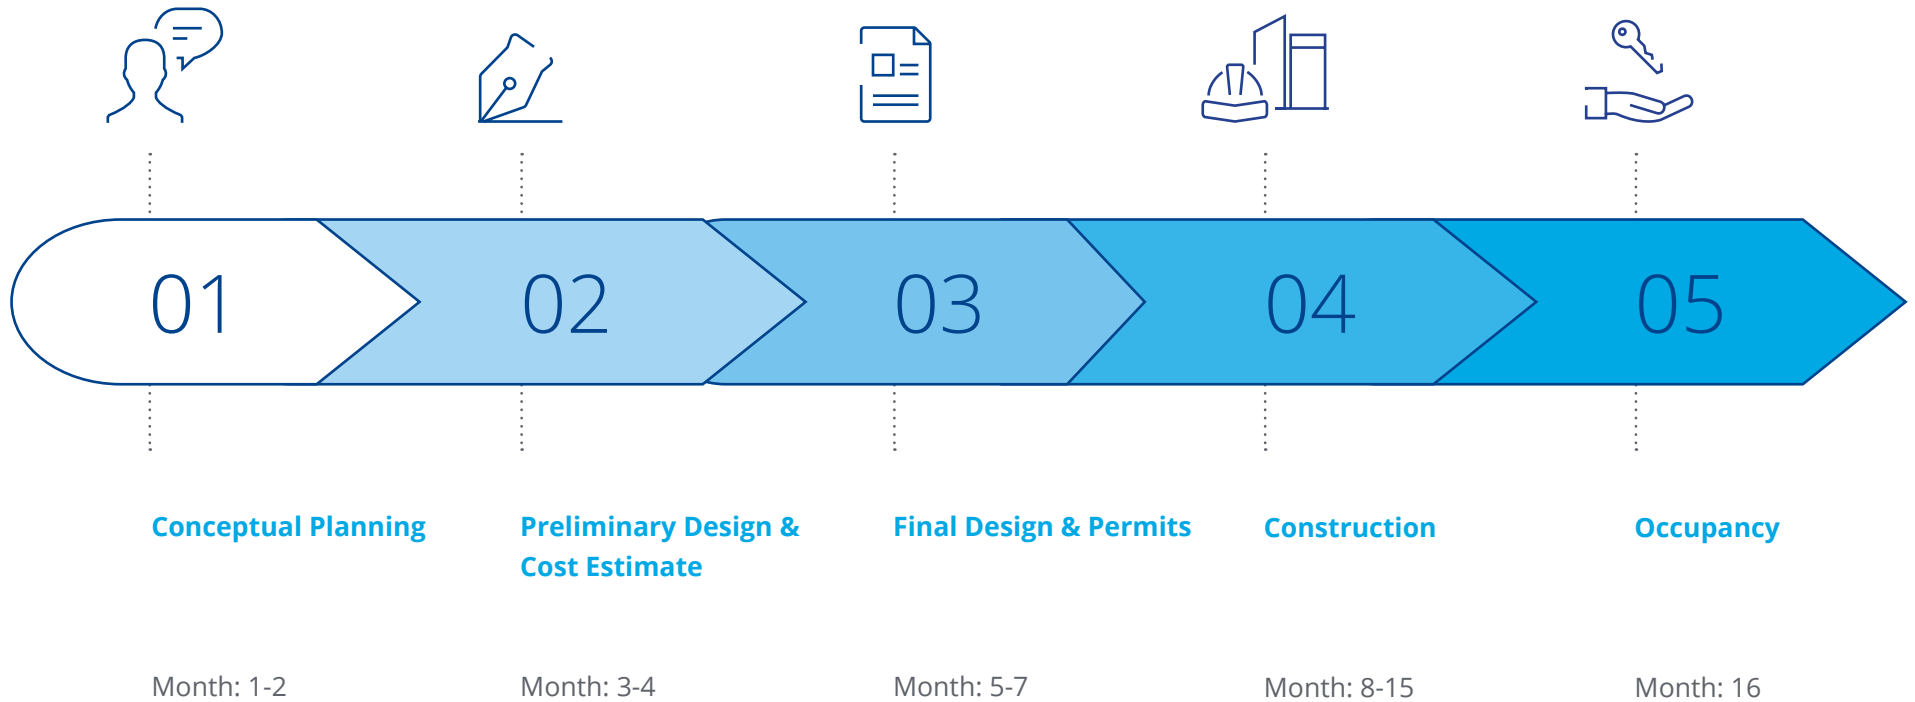 01
02
03
04
05
Conceptual Planning
Preliminary Design &
Cost Estimate
Final Design & Permits
Construction
Occupancy
Month: 1-2
Month: 3-4
Month: 5-7
Month: 8-15
Month: 16